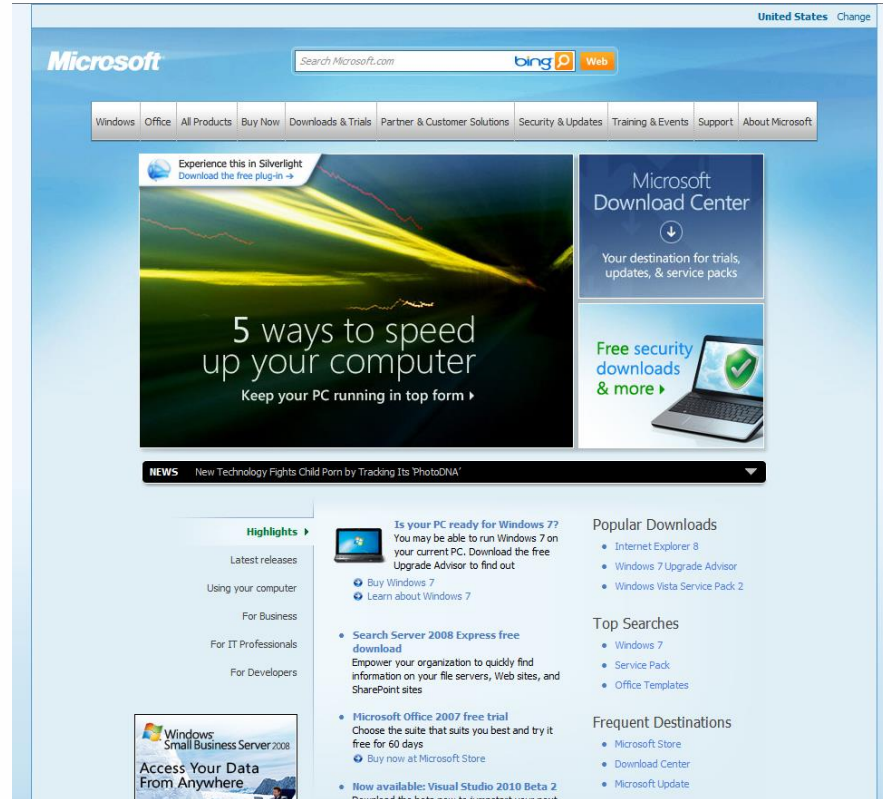 United States Change
Microsoft
Search Microsoft.com bing Web
Windows Office All Products Buy Now Downloads & Trials Partner & Customer Solutions Security & Updates Training & Events Support About Microsoft
Experience this in Silverlight
Download the free plug-in →
5 ways to speed
up your computer
Keep your PC running in top form
Microsoft
Download Center
Your destination for trials,
updates, & service packs
Free security
downloads
& more
NEWS New Technology Fights Child Porn by Tracking Its 'PhotoDNA'
Highlights
Latest releases
Using your computer
For Business
For IT Professionals
For Developers
Windows
Small Business Server 2008
Access Your Data
From Anywhere
Is your PC ready for Windows 7?
You may be able to run Windows 7 on
your current PC. Download the free
Upgrade Advisor to find out
Buy Windows 7
Learn about Windows 7
Search Server 2008 Express free
download
Empower your organization to quickly find
information on your file servers, Web sites, and
SharePoint sites
Microsoft Office 2007 free trial
Choose the suite that suits you best and try it
free for 60 days
Buy now at Microsoft Store
Now available: Visual Studio 2010 Beta 2
Download the beta now to jumpstart your next
Popular Downloads
Internet Explorer 8
Windows 7 Upgrade Advisor
Windows Vista Service Pack 2
Top Searches
Windows 7
Service Pack
Office Templates
Frequent Destinations
Microsoft Store
Download Center
Microsoft Update